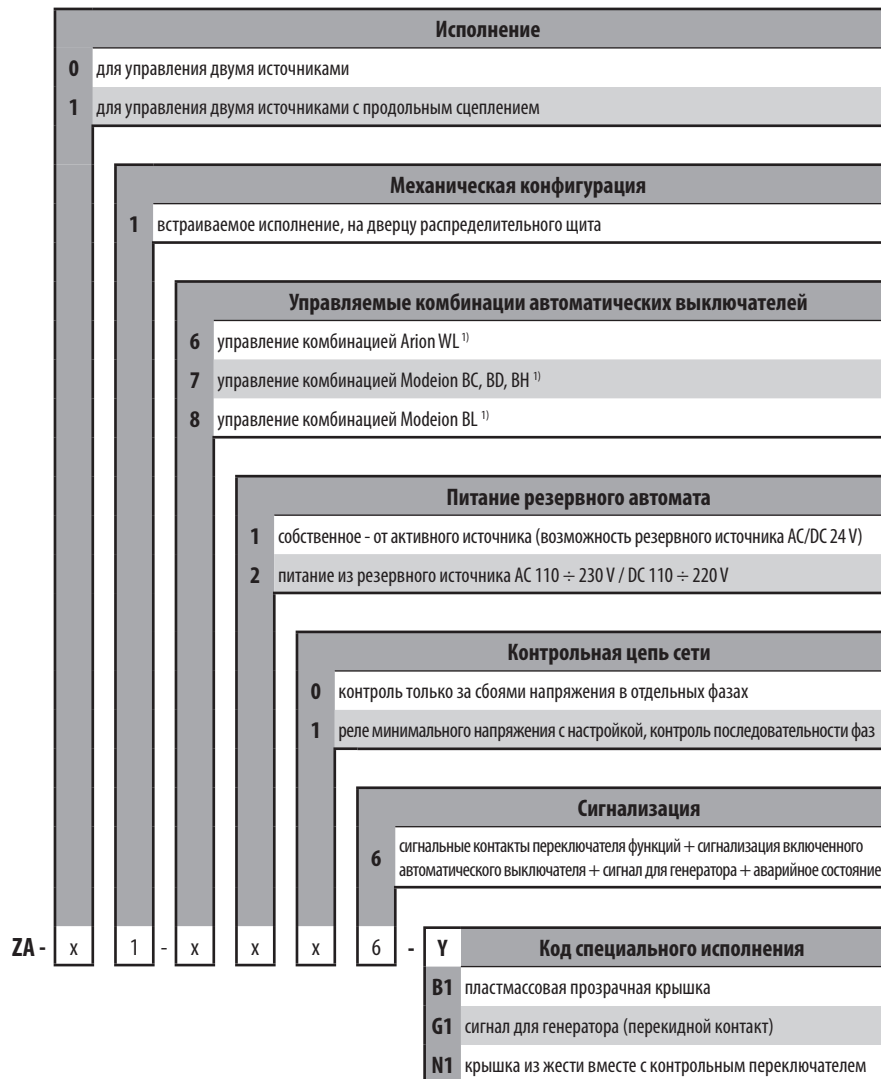 Исполнение
0 для управления двумя источниками
1 для управления двумя источниками с продольным сцеплением
Механическая конфигурация
1 встраиваемое исполнение, на дверцу распределительного щита
Управляемые комбинации автоматических выключателей
6 управление комбинацией Arion WL 1)
7 управление комбинацией Modeion BC, BD, BH 1)
8 управление комбинацией Modeion BL 1)
Питание резервного автомата
1 собственное - от активного источника (возможность резервного источника AC/DC 24 V)
2 питание из резервного источника AC 110 ÷ 230 V / DC 110 ÷ 220 V
Контрольная цепь сети
0 контроль только за сбоями напряжения в отдельных фазах
1 реле минимального напряжения с настройкой, контроль последовательности фаз
Сигнализация
6 сигнальные контакты переключателя функций + сигнализация включенного
автоматического выключателя + сигнал для генератора + аварийное состояние
ZA - x 1 - x x x 6 - Y Код специального исполнения
B1 пластмассовая прозрачная крышка
G1 сигнал для генератора (перекидной контакт)
N1 крышка из жести вместе с контрольным переключателем